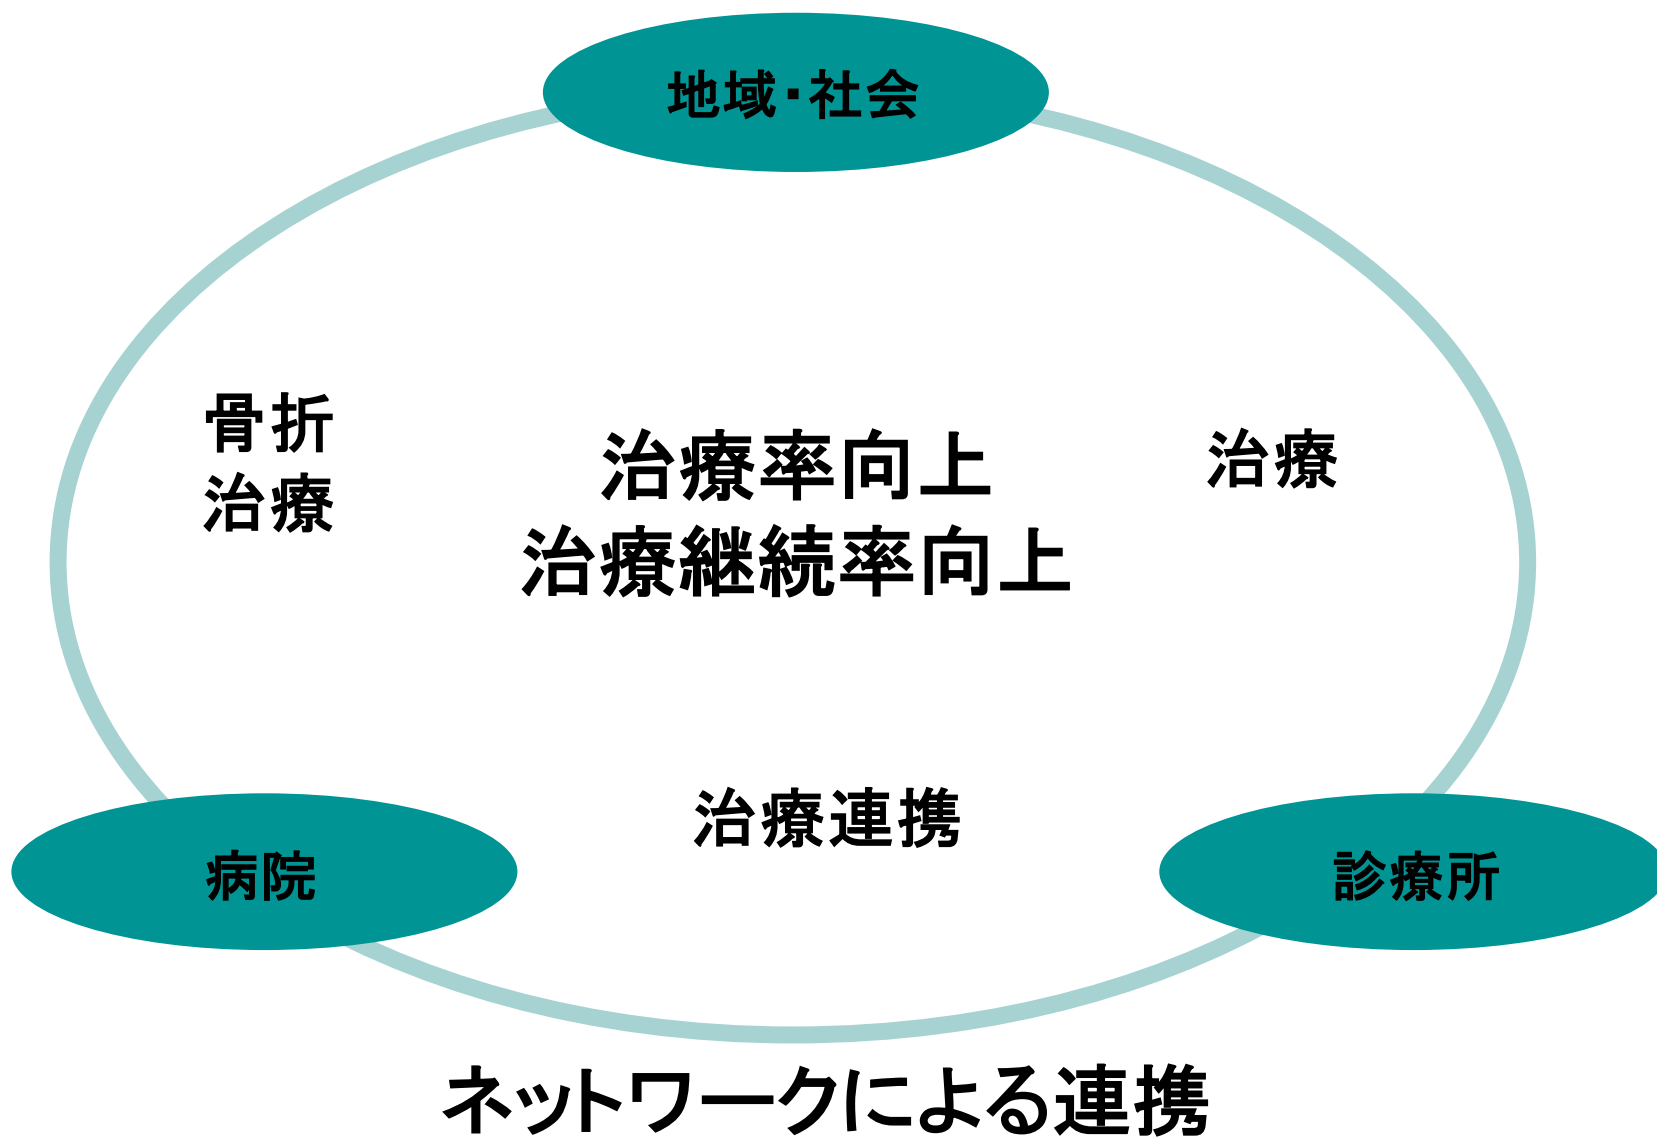 地域・社会
骨折
治療
治療率向上
治療継続率向上
治療
治療連携
病院
診療所
ネットワークによる連携